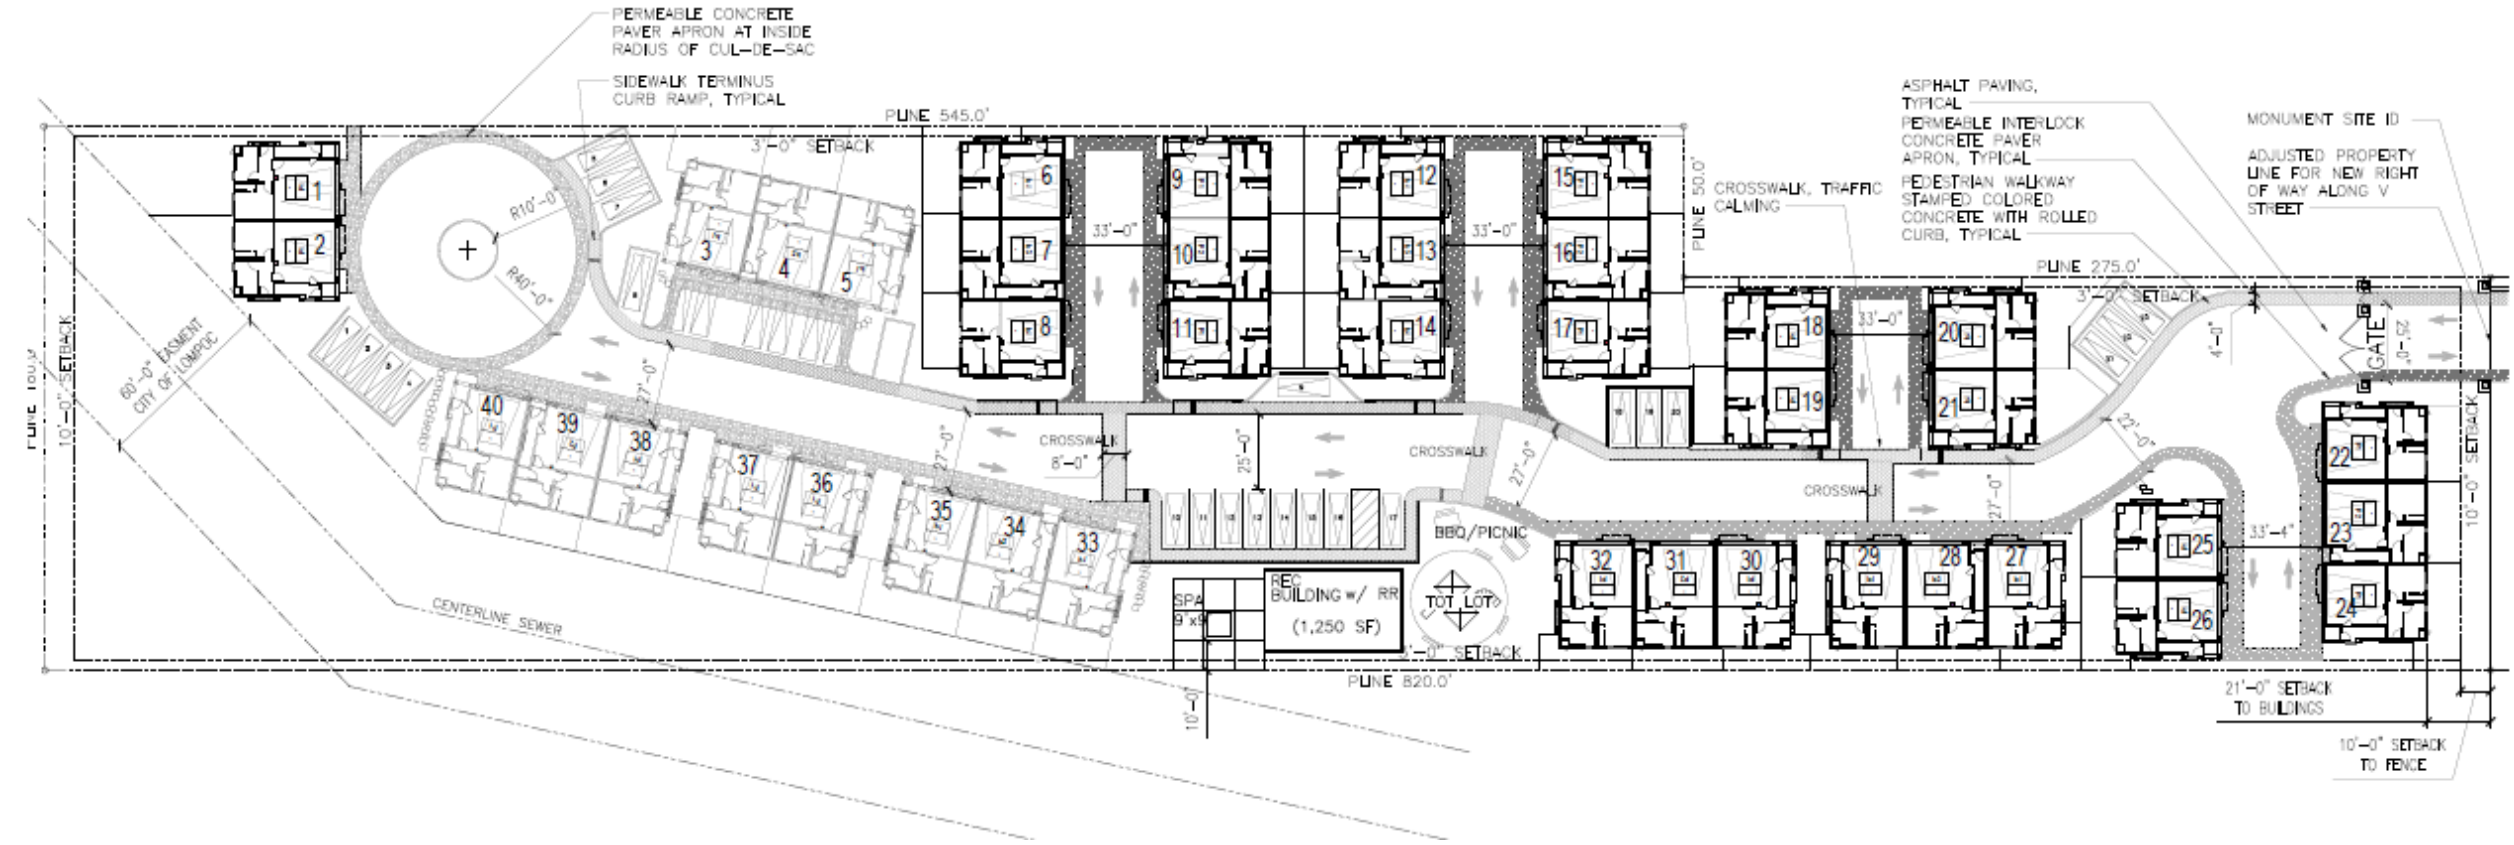 PERMEABLE CONCRETE
PAVER APRON AT INSIDE
RADIUS OF CUL-DE-SAC
SIDEWALK TERMINUS
CURB RAMP, TYPICAL
PLINE 545.0'
3'-0" SETBACK
ASPHALT PAVING,
TYPICAL
PERMEABLE INTERLOCK
CONCRETE PAVER
APRON, TYPICAL
PEDESTRIAN WALKWAY
STAMPED COLORED
CONCRETE WITH ROLLED
CURB, TYPICAL
MONUMENT SITE ID
ADJUSTED PROPERTY
LINE FOR NEW RIGHT
OF WAY ALONG V
STREET
CROSSWALK, TRAFFIC
CALMING
PLINE 50.0'
PLINE 275.0'
3'-0" SETBACK
1
2
R10'-0"
R40'-0"
3
4
5
6
7
8
33'-0"
9
10
11
12
13
14
33'-0"
15
16
17
18
19
33'-0"
20
21
4'-0"
GATE
25'-0"
22'-0"
10'-0" SETBACK
60'-0" EASMENT
CITY OF LOMPOC
27'-0"
27'-0"
CROSSWALK
8'-0"
25'-0"
CROSSWALK
27'-0"
CROSSWALK
27'-0"
10'-0" SETBACK
40
39
38
37
36
35
34
33
BBQ/PICNIC
TOT LOT
REC
BUILDING w/ RR
(1,250 SF)
SPA
9'x9'
32
31
30
29
28
27
25
26
33'-4"
22
23
24
CENTERLINE SEWER
SETBACK
PLINE 820.0'
10'-0"
21'-0" SETBACK
TO BUILDINGS
10'-0" SETBACK
TO FENCE